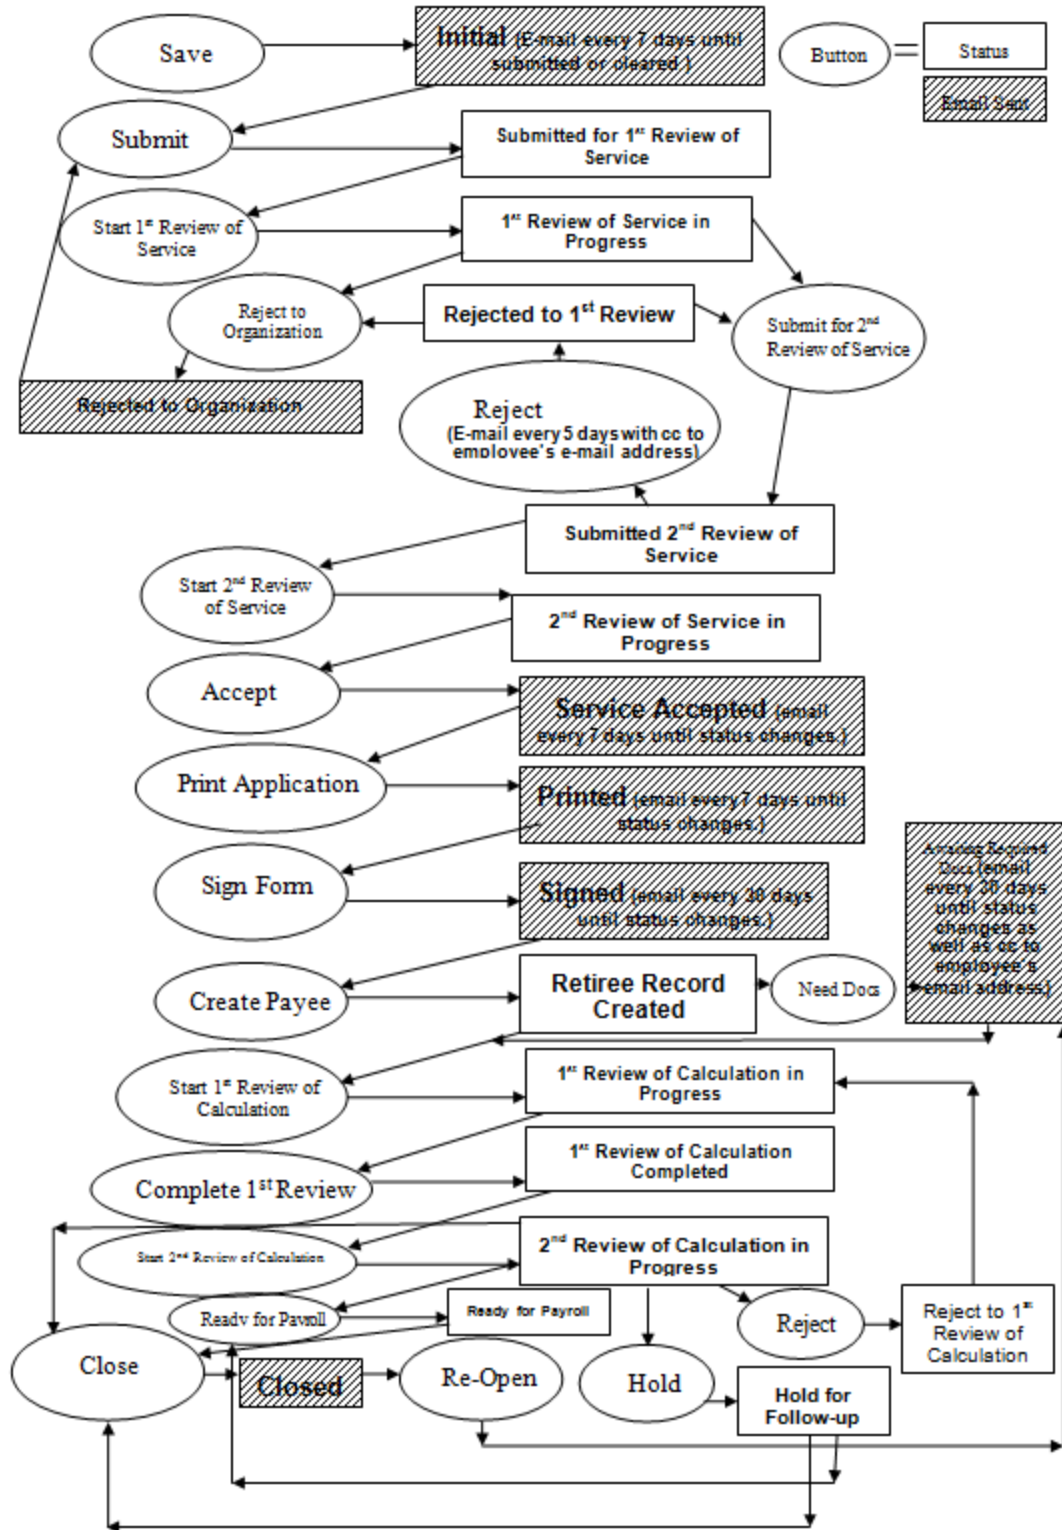 Save
Initial (E-mail every 7 days until
submitted or cleared )
Button
Status
Email Sent
Submit
Submitted for 1st Review of
Service
Start 1st Review of
Service
1st Review of Service in
Progress
Reject to
Organization
Rejected to 1st Review
Submit for 2nd
Review of Service
Rejected to Organization
Reject
(E-mail every 5 days with cc to
employee's e-mail address)
Submitted 2nd Review of
Service
Start 2nd Review
of Service
2nd Review of Service in
Progress
Accept
Service Accepted (email
every 7 days until status changes.)
Print Application
Printed (email every 7 days until
status changes.)
Sign Form
Signed (email every 30 days
until status changes.)
Awaiting Required
Docs (email
every 30 days
until status
changes as
well as cc to
employee's
email address.)
Create Payee
Retiree Record
Created
Need Docs
Start 1st Review of
Calculation
1st Review of Calculation in
Progress
Complete 1st Review
1st Review of Calculation
Completed
Start 2nd Review of Calculation
2nd Review of Calculation in
Progress
Ready for Payroll
Ready for Payroll
Reject
Reject to 1st
Review of
Calculation
Close
Closed
Re-Open
Hold
Hold for
Follow-up